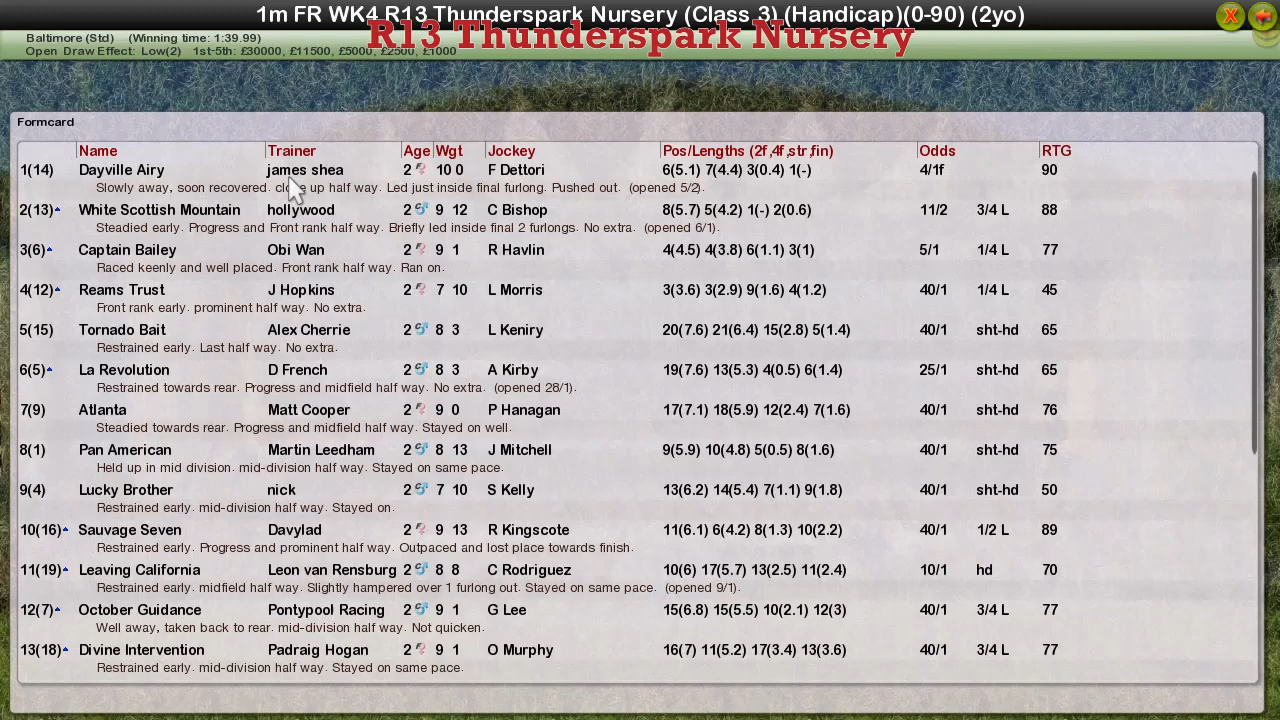 1m FR WK4 R13 Thunderspark Nursery (Class 3) (Handicap)(0-90) (2yo)
R13 Thunderspark Nursery
Baltimore (Std) (Winning time: 1:39.99)
Open Draw Effect: Low(2) 1st-5th: £30000, £11500, £5000, £2500, £1000
Formcard
Name Trainer Age Wgt Jockey Pos/Lengths (2f,4f,str,fin) Odds RTG
1(14) Dayville Airy james shea 2 10 0 F Dettori 6(5.1) 7(4.4) 3(0.4) 1(-) 4/1f 90
Slowly away, soon recovered. close up half way. Led just inside final furlong. Pushed out. (opened 5/2).
2(13) White Scottish Mountain hollywood 2 9 12 C Bishop 8(5.7) 5(4.2) 1(-) 2(0.6) 11/2 3/4 L 88
Steadied early. Progress and Front rank half way. Briefly led inside final 2 furlongs. No extra. (opened 6/1).
3(6) Captain Bailey Obi Wan 2 9 1 R Havlin 4(4.5) 4(3.8) 6(1.1) 3(1) 5/1 1/4 L 77
Raced keenly and well placed. Front rank half way. Ran on.
4(12) Reams Trust J Hopkins 2 7 10 L Morris 3(3.6) 3(2.9) 9(1.6) 4(1.2) 40/1 1/4 L 45
Front rank early. prominent half way. No extra.
5(15) Tornado Bait Alex Cherrie 2 8 3 L Keniry 20(7.6) 21(6.4) 15(2.8) 5(1.4) 40/1 sht-hd 65
Restrained early. Last half way. No extra.
6(5) La Revolution D French 2 8 3 A Kirby 19(7.6) 13(5.3) 4(0.5) 6(1.4) 25/1 sht-hd 65
Restrained towards rear. Progress and midfield half way. No extra. (opened 28/1).
7(9) Atlanta Matt Cooper 2 9 0 P Hanagan 17(7.1) 18(5.9) 12(2.4) 7(1.6) 40/1 sht-hd 76
Steadied towards rear. Progress and midfield half way. Stayed on well.
8(1) Pan American Martin Leedham 2 8 13 J Mitchell 9(5.9) 10(4.8) 5(0.5) 8(1.6) 40/1 sht-hd 75
Held up in mid division. mid-division half way. Stayed on same pace.
9(4) Lucky Brother nick 2 7 10 S Kelly 13(6.2) 14(5.4) 7(1.1) 9(1.8) 40/1 sht-hd 50
Restrained early. mid-division half way. Stayed on.
10(16) Sauvage Seven Davylad 2 9 13 R Kingscote 11(6.1) 6(4.2) 8(1.3) 10(2.2) 40/1 1/2 L 89
Restrained early. Progress and prominent half way. Outpaced and lost place towards finish.
11(19) Leaving California Leon van Rensburg 2 8 8 C Rodriguez 10(6) 17(5.7) 13(2.5) 11(2.4) 10/1 hd 70
Restrained early. midfield half way. Slightly hampered over 1 furlong out. Stayed on same pace. (opened 9/1).
12(7) October Guidance Pontypool Racing 2 9 1 G Lee 15(6.8) 15(5.5) 10(2.1) 12(3) 40/1 3/4 L 77
Well away, taken back to rear. mid-division half way. Not quicken.
13(18) Divine Intervention Padraig Hogan 2 9 1 O Murphy 16(7) 11(5.2) 17(3.4) 13(3.6) 40/1 3/4 L 77
Restrained early. mid-division half way. Stayed on same pace.